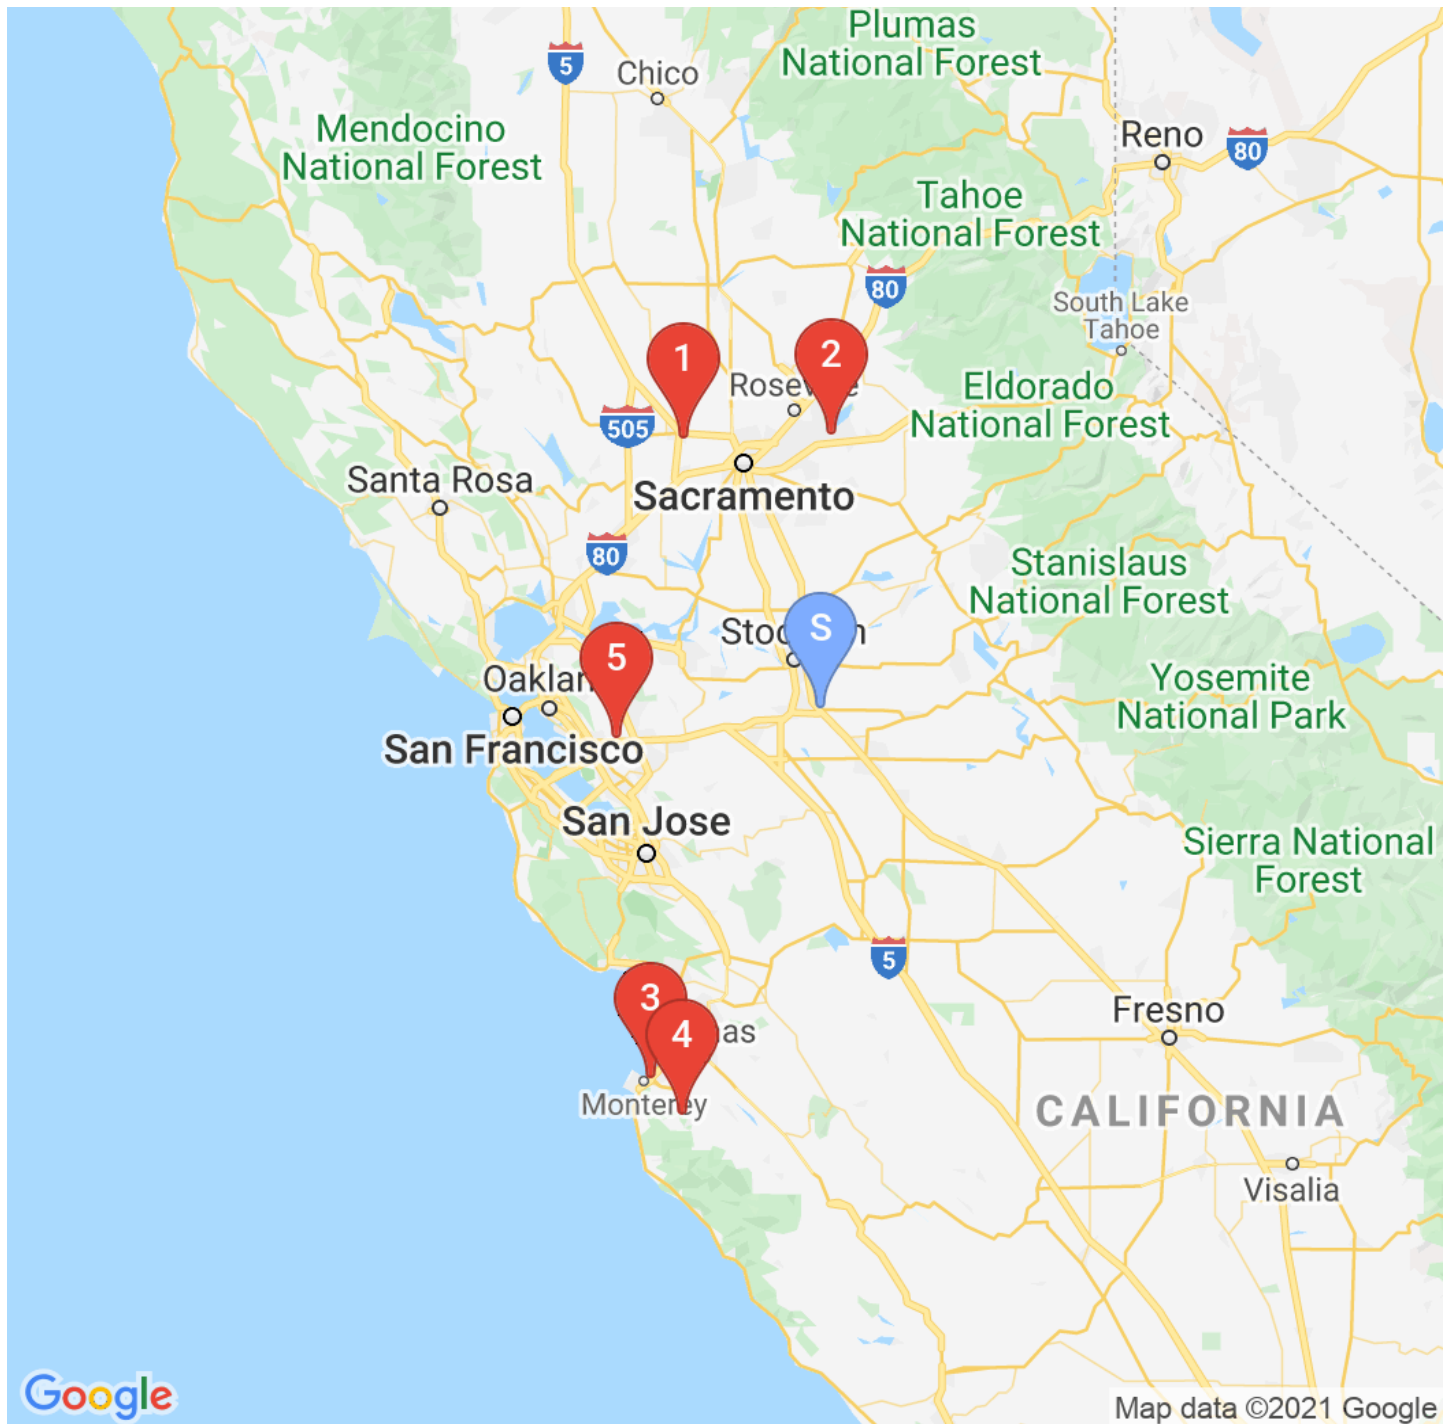 Plumas
National Forest
5
Chico
Mendocino
National Forest
Reno
80
Tahoe
National Forest
80
South Lake
Tahoe
1
2
Eldorado
National Forest
505
Santa Rosa
Sacramento
80
Stanislaus
National Forest
S
5
Yosemite
National Park
San Francisco
San Jose
Sierra National
Forest
5
3
4
Fresno
Monterey
CALIFORNIA
Visalia
Google
Map data ©2021 Google